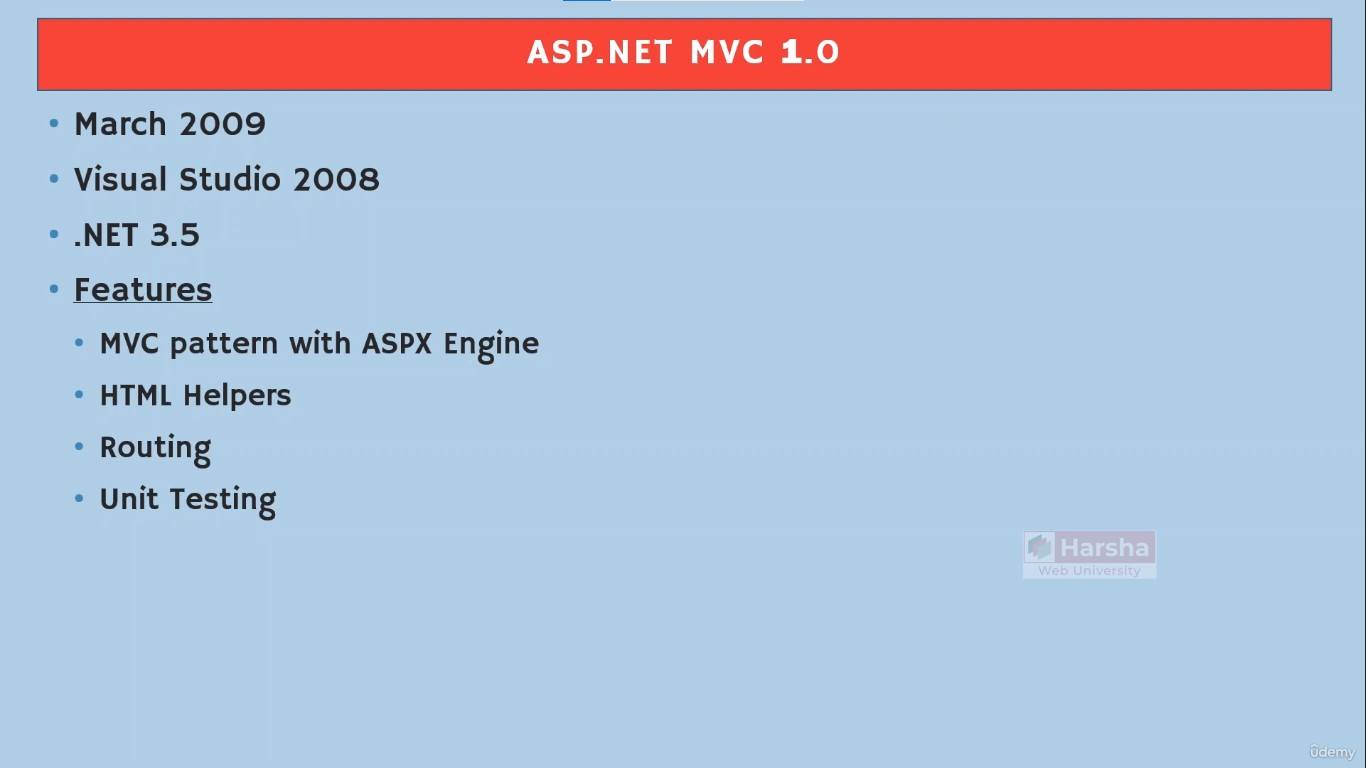 ASP.NET MVC 1.0
• March 2009
• Visual Studio 2008
• .NET 3.5
• Features
• MVC pattern with ASPX Engine
• HTML Helpers
• Routing
• Unit Testing
Harsha
Web University
ûdemy